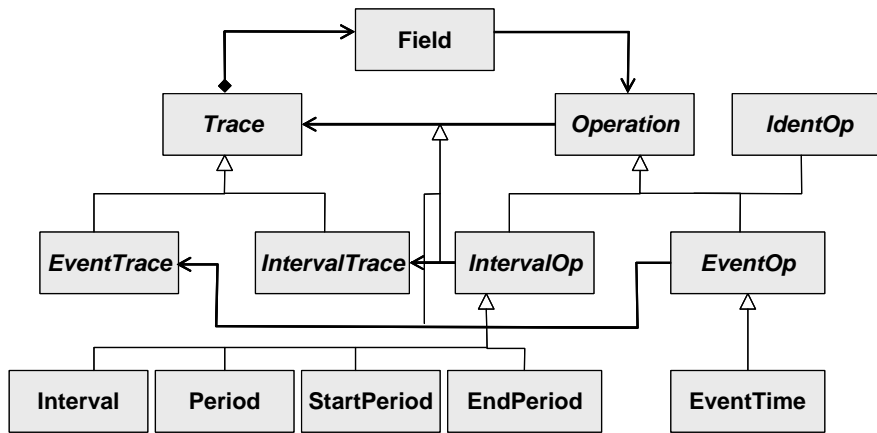 Field
Trace
Operation
IdentOp
EventTrace
IntervalTrace
IntervalOp
EventOp
Interval
Period
StartPeriod
EndPeriod
EventTime